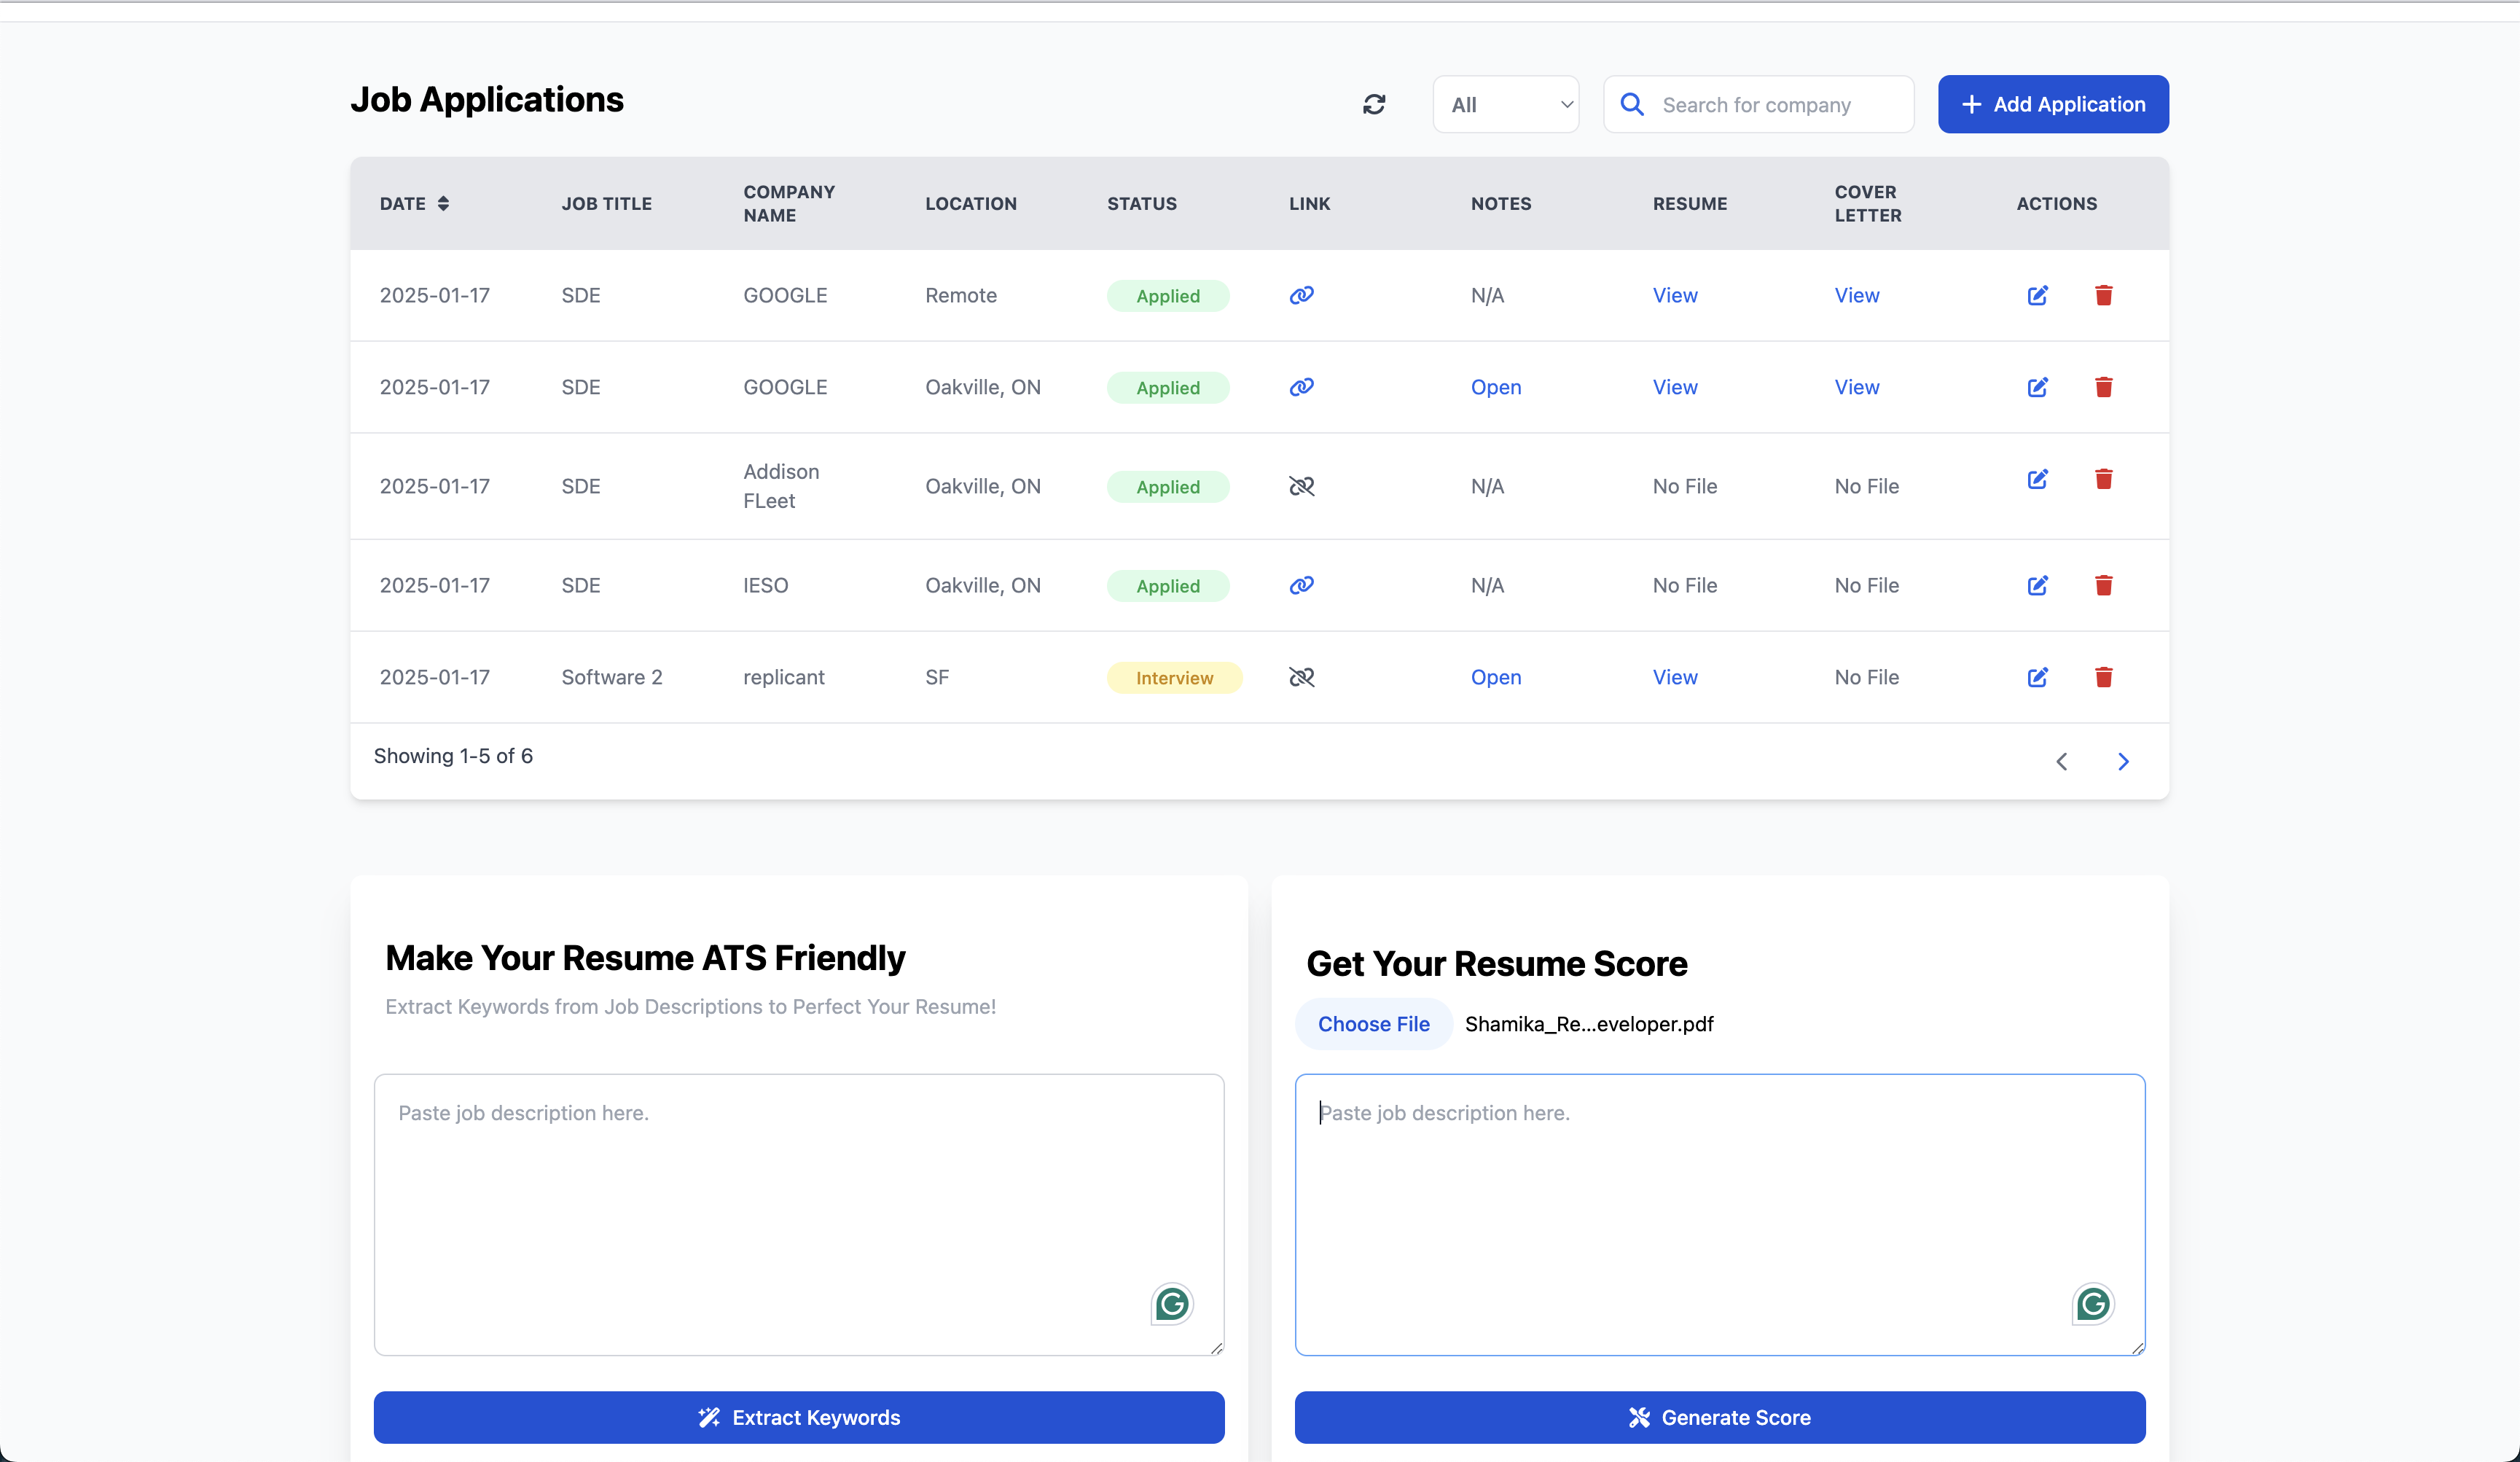 Job Applications
All
Search for company
+ Add Application
DATE JOB TITLE COMPANY NAME LOCATION STATUS LINK NOTES RESUME COVER LETTER ACTIONS
2025-01-17 SDE GOOGLE Remote Applied N/A View View
2025-01-17 SDE GOOGLE Oakville, ON Applied Open View View
2025-01-17 SDE Addison FLeet Oakville, ON Applied N/A No File No File
2025-01-17 SDE IESO Oakville, ON Applied N/A No File No File
2025-01-17 Software 2 replicant SF Interview Open View No File
Showing 1-5 of 6
Make Your Resume ATS Friendly
Extract Keywords from Job Descriptions to Perfect Your Resume!
Paste job description here.
Extract Keywords
Get Your Resume Score
Choose File Shamika_Re...eveloper.pdf
Paste job description here.
Generate Score